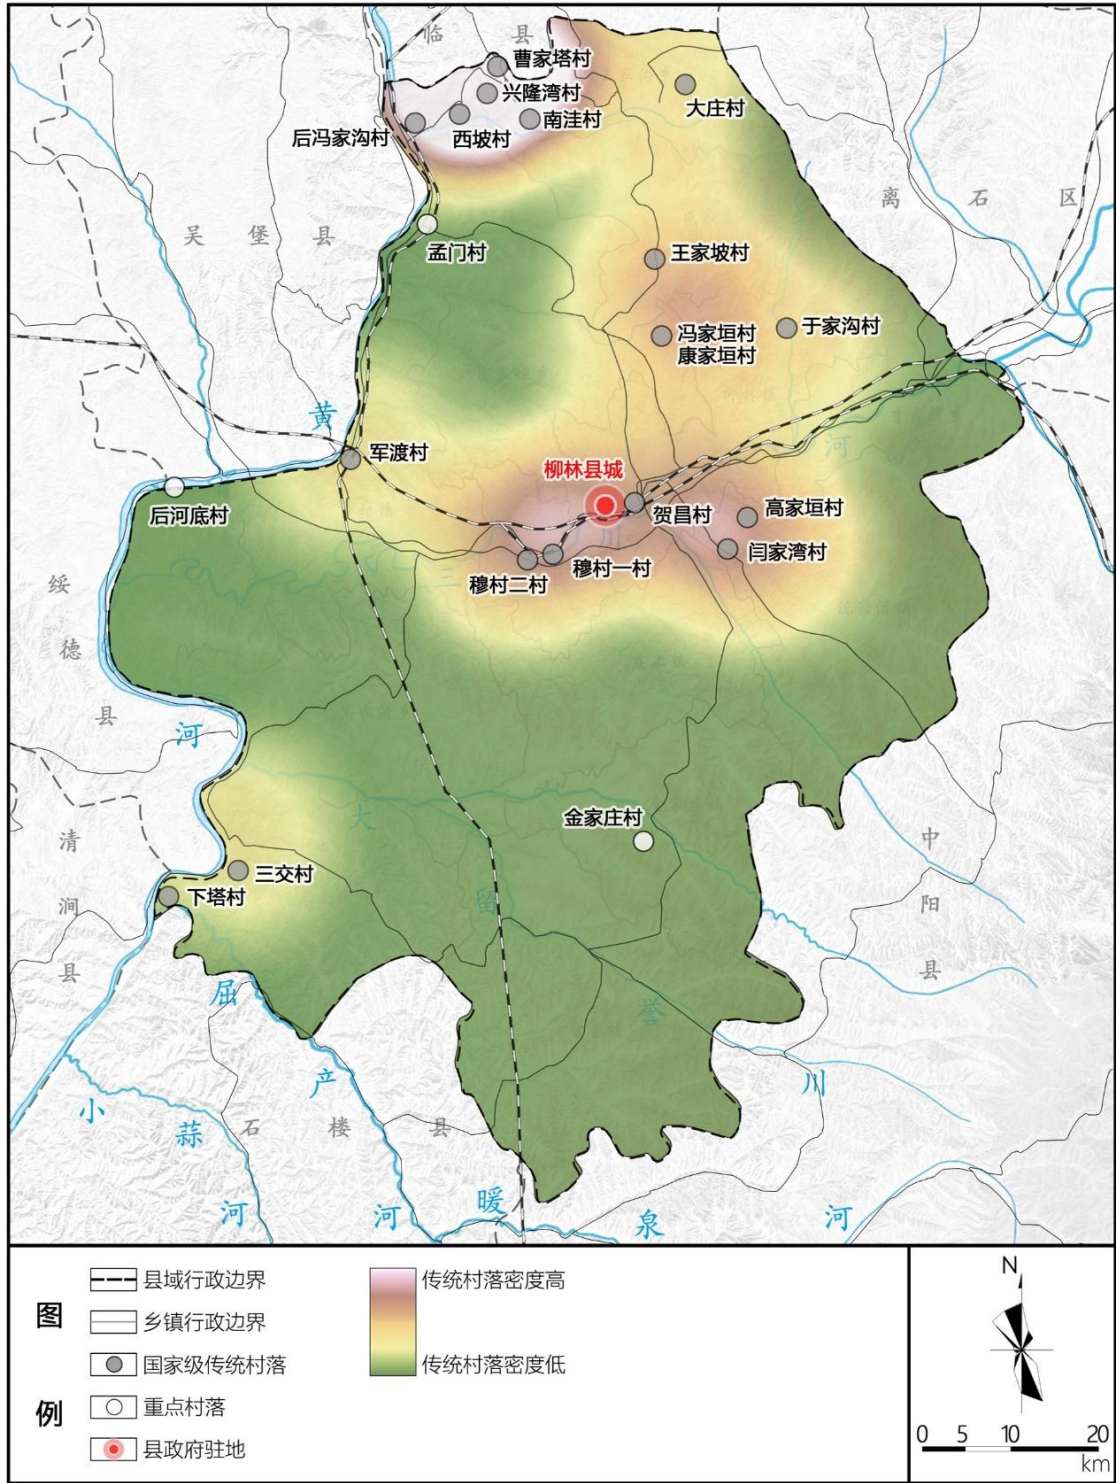 临县
曹家塔村
兴隆湾村
大庄村
南洼村
后冯家沟村
西坡村
离石区
吴堡县
孟门村
王家坡村
于家沟村
冯家垣村
康家垣村
黄
河
军渡村
柳林县城
后河底村
贺昌村
高家垣村
川
闫家湾村
三
穆村一村
穆村二村
绥德县
河
大
金家庄村
清涧县
中阳县
三交村
下塔村
留
屈
誉
产
川
小
蒜
石楼县
河
河
暖
泉
河
图例
县域行政边界
乡镇行政边界
国家级传统村落
重点村落
县政府驻地
传统村落密度高
传统村落密度低
N
0 5 10 20
km